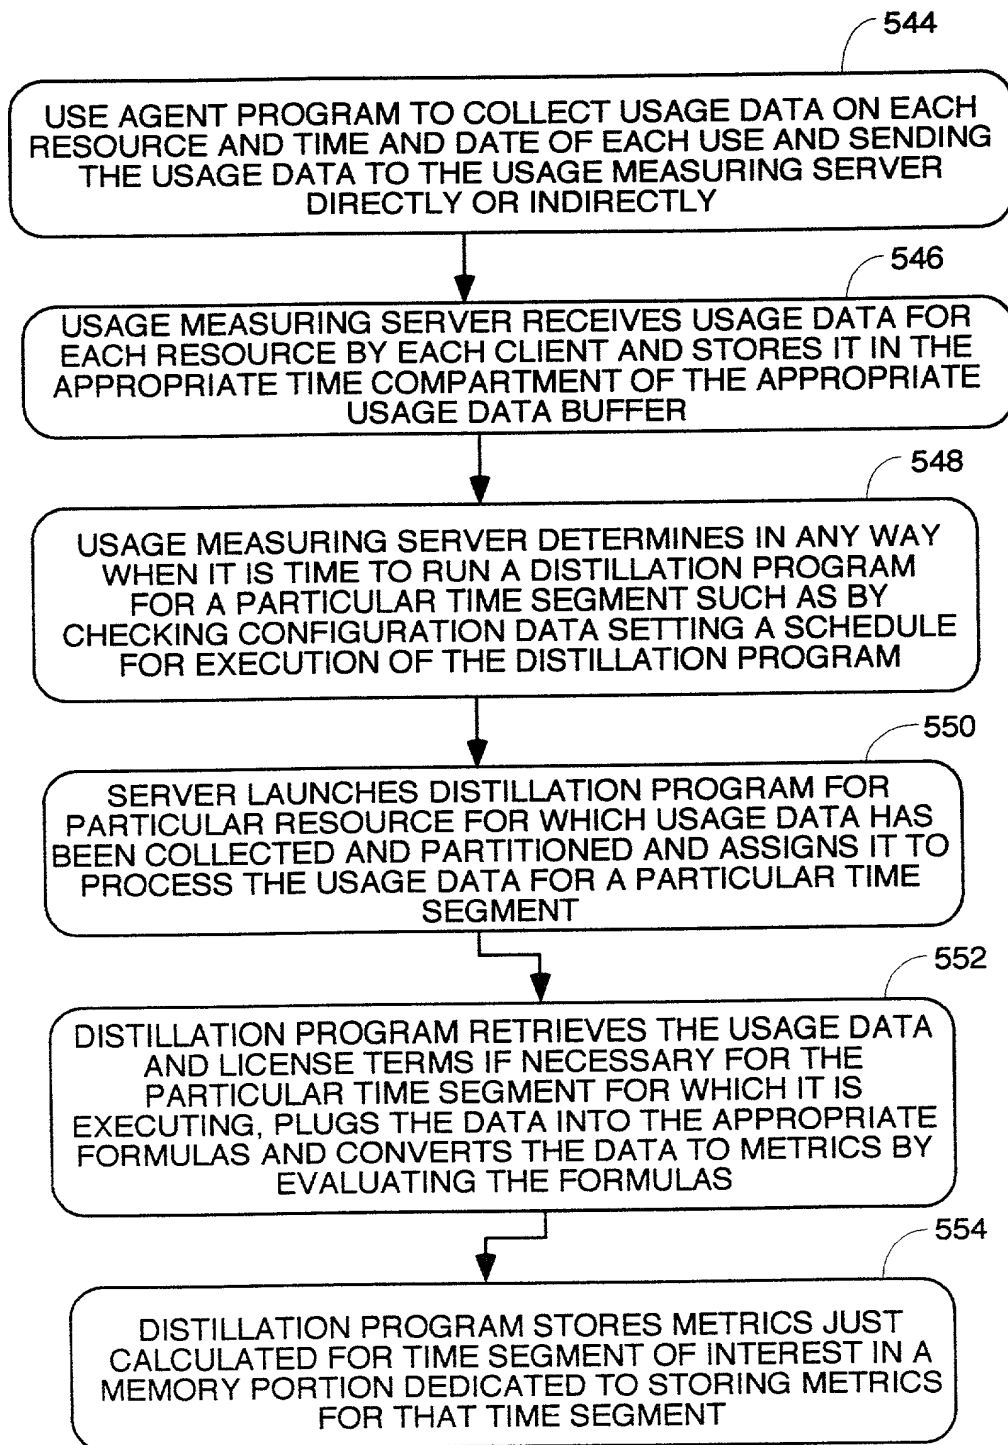 544
USE AGENT PROGRAM TO COLLECT USAGE DATA ON EACH
RESOURCE AND TIME AND DATE OF EACH USE AND SENDING
THE USAGE DATA TO THE USAGE MEASURING SERVER
DIRECTLY OR INDIRECTLY
546
USAGE MEASURING SERVER RECEIVES USAGE DATA FOR
EACH RESOURCE BY EACH CLIENT AND STORES IT IN THE
APPROPRIATE TIME COMPARTMENT OF THE APPROPRIATE
USAGE DATA BUFFER
548
USAGE MEASURING SERVER DETERMINES IN ANY WAY
WHEN IT IS TIME TO RUN A DISTILLATION PROGRAM
FOR A PARTICULAR TIME SEGMENT SUCH AS BY
CHECKING CONFIGURATION DATA SETTING A SCHEDULE
FOR EXECUTION OF THE DISTILLATION PROGRAM
550
SERVER LAUNCHES DISTILLATION PROGRAM FOR
PARTICULAR RESOURCE FOR WHICH USAGE DATA HAS
BEEN COLLECTED AND PARTITIONED AND ASSIGNS IT TO
PROCESS THE USAGE DATA FOR A PARTICULAR TIME
SEGMENT
552
DISTILLATION PROGRAM RETRIEVES THE USAGE DATA
AND LICENSE TERMS IF NECESSARY FOR THE
PARTICULAR TIME SEGMENT FOR WHICH IT IS
EXECUTING, PLUGS THE DATA INTO THE APPROPRIATE
FORMULAS AND CONVERTS THE DATA TO METRICS BY
EVALUATING THE FORMULAS
554
DISTILLATION PROGRAM STORES METRICS JUST
CALCULATED FOR TIME SEGMENT OF INTEREST IN A
MEMORY PORTION DEDICATED TO STORING METRICS
FOR THAT TIME SEGMENT